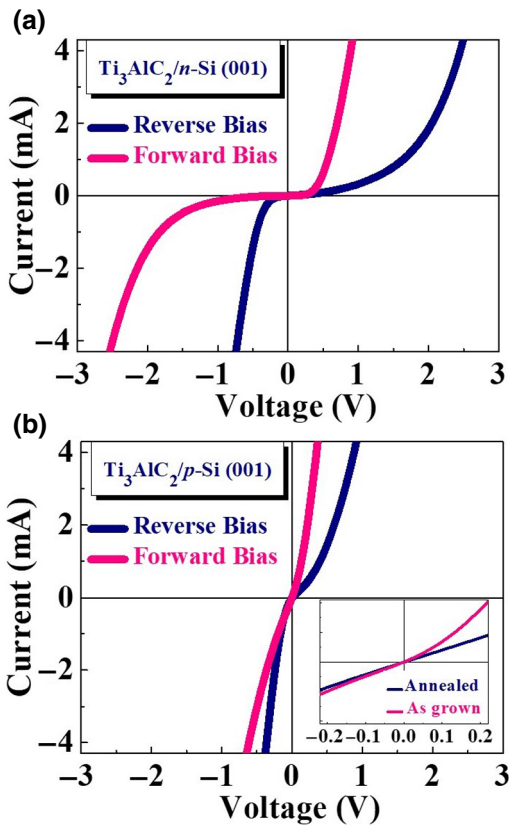 (a)
4
Ti3AlC2/n-Si (001)
Reverse Bias
2
Forward Bias
Current (mA)
0
−2
−4
−3 −2 −1 0 1 2 3
Voltage (V)
(b)
4
Ti3AlC2/p-Si (001)
Reverse Bias
2
Forward Bias
Current (mA)
0
−2
Annealed
As grown
−0.2 −0.1 0.0 0.1 0.2
−4
−3 −2 −1 0 1 2 3
Voltage (V)